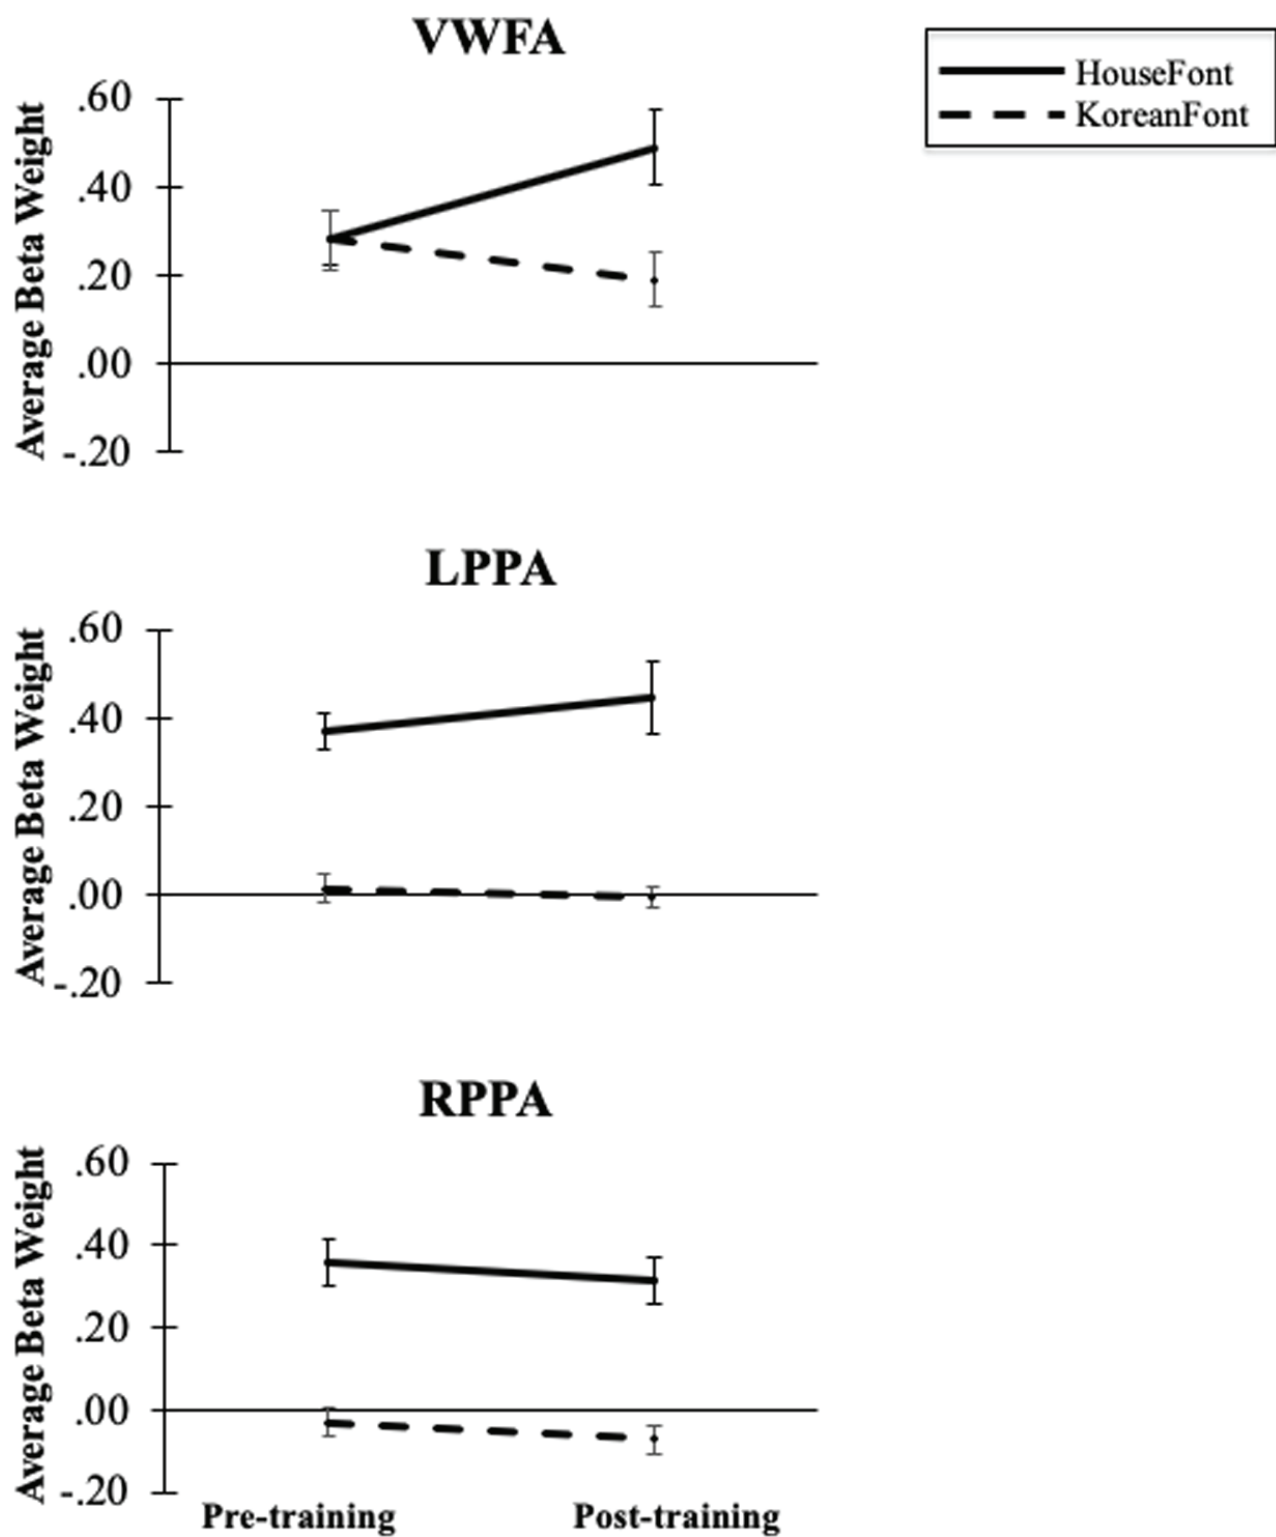 VWFA
HouseFont
KoreanFont
Average Beta Weight
.60
.40
.20
.00
-.20
LPPA
Average Beta Weight
.60
.40
.20
.00
-.20
RPPA
Average Beta Weight
.60
.40
.20
.00
-.20
Pre-training Post-training